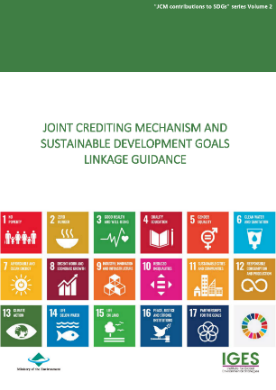 "JCM contributions to SDGs" series Volume 2
JOINT CREDITING MECHANISM AND
SUSTAINABLE DEVELOPMENT GOALS
LINKAGE GUIDANCE
1 NO POVERTY
2 ZERO HUNGER
3 GOOD HEALTH AND WELL-BEING
4 QUALITY EDUCATION
5 GENDER EQUALITY
6 CLEAN WATER AND SANITATION
7 AFFORDABLE AND CLEAN ENERGY
8 DECENT WORK AND ECONOMIC GROWTH
9 INDUSTRY, INNOVATION AND INFRASTRUCTURE
10 REDUCED INEQUALITIES
11 SUSTAINABLE CITIES AND COMMUNITIES
12 RESPONSIBLE CONSUMPTION AND PRODUCTION
13 CLIMATE ACTION
14 LIFE BELOW WATER
15 LIFE ON LAND
16 PEACE, JUSTICE AND STRONG INSTITUTIONS
17 PARTNERSHIPS FOR THE GOALS
Ministry of the Environment
IGES